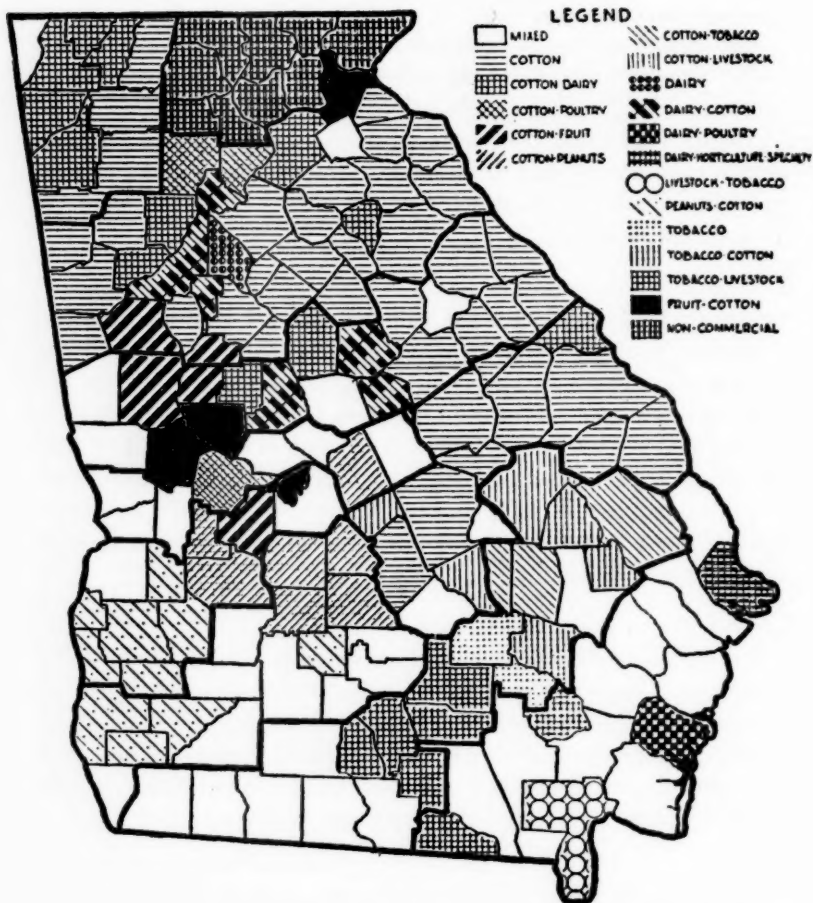 LEGEND
MIXED
COTTON
COTTON DAIRY
COTTON-POULTRY
COTTON-FRUIT
COTTON-PEANUTS
COTTON-TOBACCO
COTTON-LIVESTOCK
DAIRY
DAIRY-COTTON
DAIRY-POULTRY
DAIRY-HORTICULTURE-SPECIALTY
LIVESTOCK-TOBACCO
PEANUTS-COTTON
TOBACCO
TOBACCO-COTTON
TOBACCO-LIVESTOCK
FRUIT-COTTON
NON-COMMERCIAL